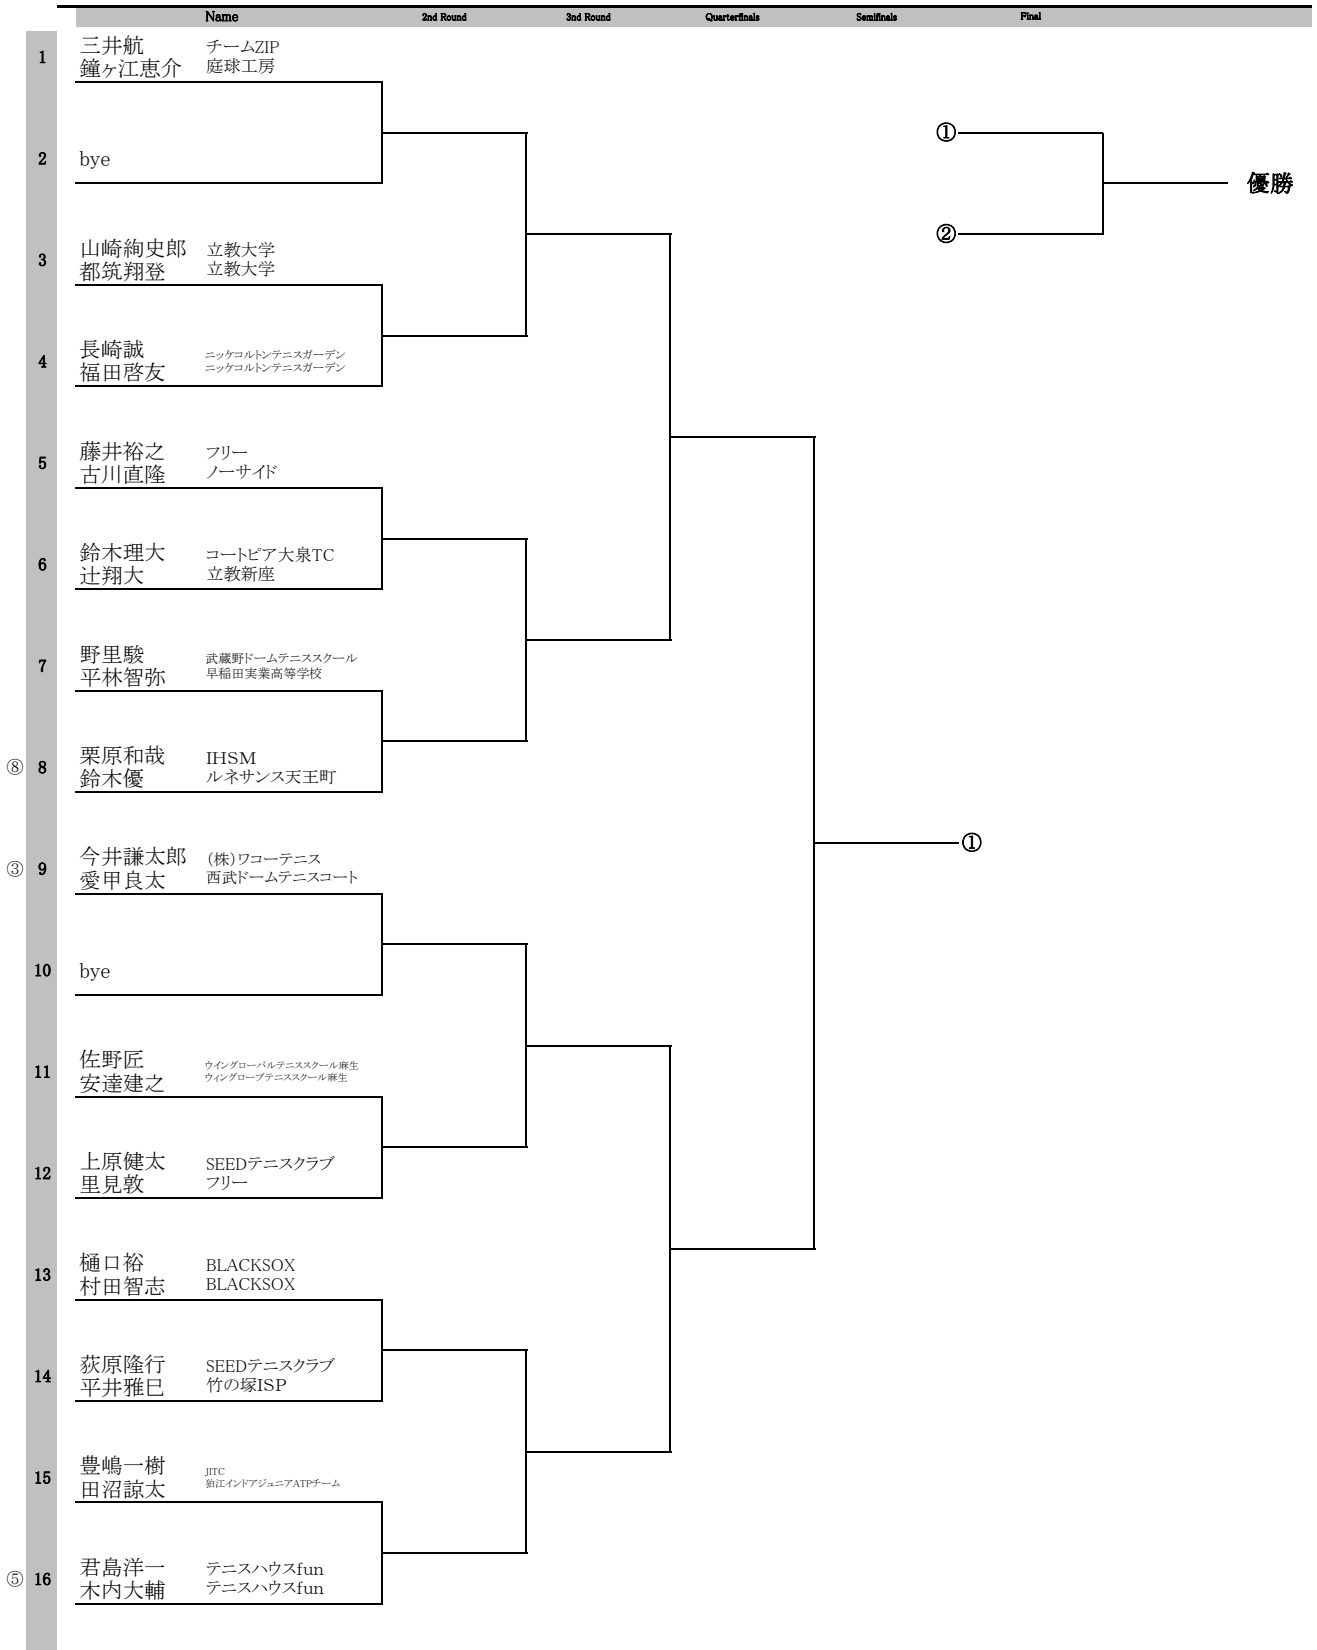 Name 2nd Round 3nd Round Quarterfinals Semifinals Final
1 三井航 チームZIP
鐘ヶ江恵介 庭球工房
①
2 bye
優勝
②
3 山崎絢史郎 立教大学
都筑翔登 立教大学
4 長崎誠 ニッケコルトンテニスガーデン
福田啓友 ニッケコルトンテニスガーデン
5 藤井裕之 フリー
古川直隆 ノーサイド
6 鈴木理大 コートピア大泉TC
辻翔大 立教新座
7 野里駿 武蔵野ドームテニススクール
平林智弥 早稲田実業高等学校
⑧ 8 栗原和哉 IHSM
鈴木優 ルネサンス天王町
①
③ 9 今井謙太郎 (株)ワコーテニス
愛甲良太 西武ドームテニスコート
10 bye
11 佐野匠 ウイングローバルテニススクール麻生
安達建之 ウィングローブテニススクール麻生
12 上原健太 SEEDテニスクラブ
里見敦 フリー
13 樋口裕 BLACKSOX
村田智志 BLACKSOX
14 荻原隆行 SEEDテニスクラブ
平井雅巳 竹の塚ISP
15 豊嶋一樹 JITC
田沼諒太 狛江インドアジュニアATPチーム
⑤ 16 君島洋一 テニスハウスfun
木内大輔 テニスハウスfun